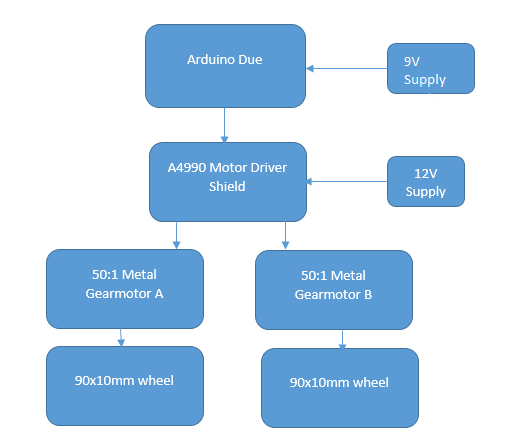 Arduino Due
9V
Supply
A4990 Motor Driver
Shield
12V
Supply
50:1 Metal
Gearmotor A
50:1 Metal
Gearmotor B
90x10mm wheel
90x10mm wheel